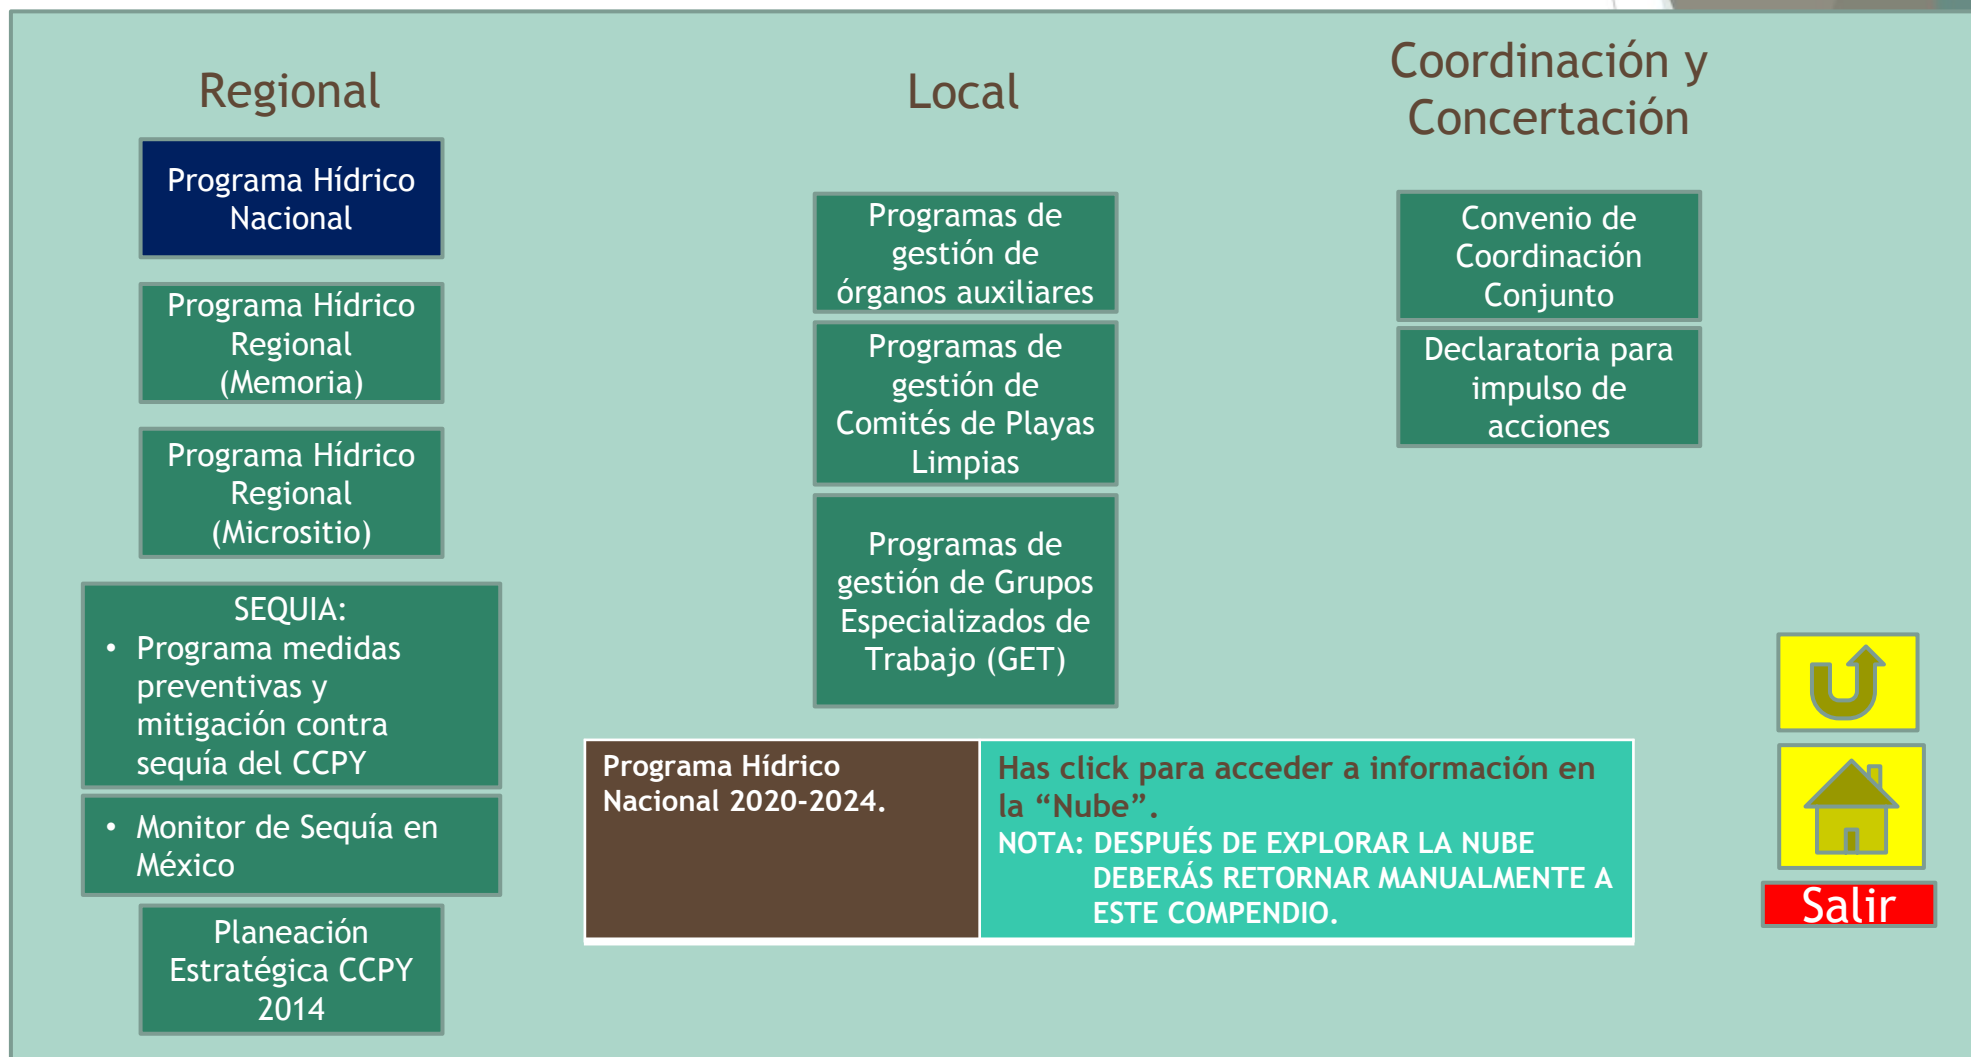 Regional
Programa Hídrico
Nacional
Programa Hídrico
Regional
(Memoria)
Programa Hídrico
Regional
(Micrositio)
SEQUIA:
• Programa medidas
preventivas y
mitigación contra
sequía del CCPY
• Monitor de Sequía en
México
Planeación
Estratégica CCPY
2014
Local
Programas de
gestión de
órganos auxiliares
Programas de
gestión de
Comités de Playas
Limpias
Programas de
gestión de Grupos
Especializados de
Trabajo (GET)
Coordinación y
Concertación
Convenio de
Coordinación
Conjunto
Declaratoria para
impulso de
acciones
Programa Hídrico
Nacional 2020-2024.
Has click para acceder a información en
la “Nube”.
NOTA: DESPUÉS DE EXPLORAR LA NUBE
DEBERÁS RETORNAR MANUALMENTE A
ESTE COMPENDIO.
Salir